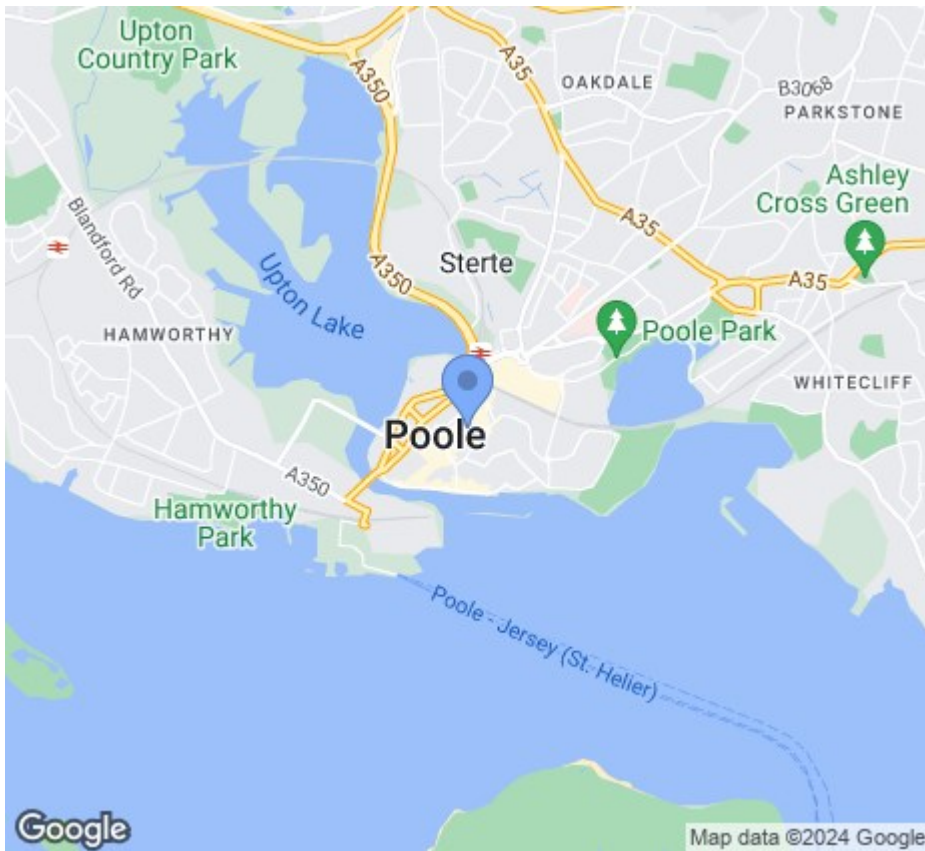 Upton
Country Park
A350
A35
OAKDALE
B3068
PARKSTONE
Ashley
Cross Green
Blandford Rd
A35
A350
Sterte
A35
Upton Lake
HAMWORTHY
Poole Park
WHITECLIFF
Poole
A350
Hamworthy
Park
Poole - Jersey (St. Helier)
Google
Map data ©2024 Google